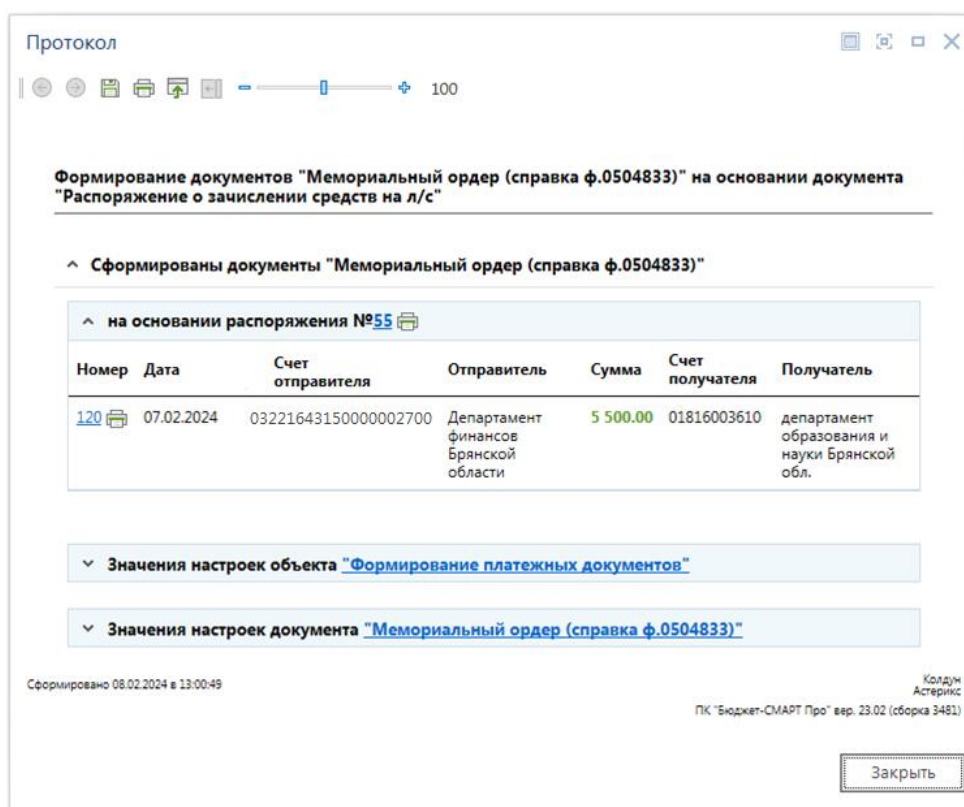 Протокол
100
Формирование документов "Мемориальный ордер (справка ф.0504833)" на основании документа
"Распоряжение о зачислении средств на л/с"
Сформированы документы "Мемориальный ордер (справка ф.0504833)"
на основании распоряжения №55
Номер Дата Счет отправителя Отправитель Сумма Счет получателя Получатель
120 07.02.2024 03221643150000002700 Департамент 5 500.00 01816003610 департамент
финансов образования и
Брянской науки Брянской
области обл.
Значения настроек объекта "Формирование платежных документов"
Значения настроек документа "Мемориальный ордер (справка ф.0504833)"
Сформировано 08.02.2024 в 13:00:49
Колдун
Астерикс
ПК "Бюджет-СМАРТ Про" вер. 23.02 (сборка 3481)
Закрыть